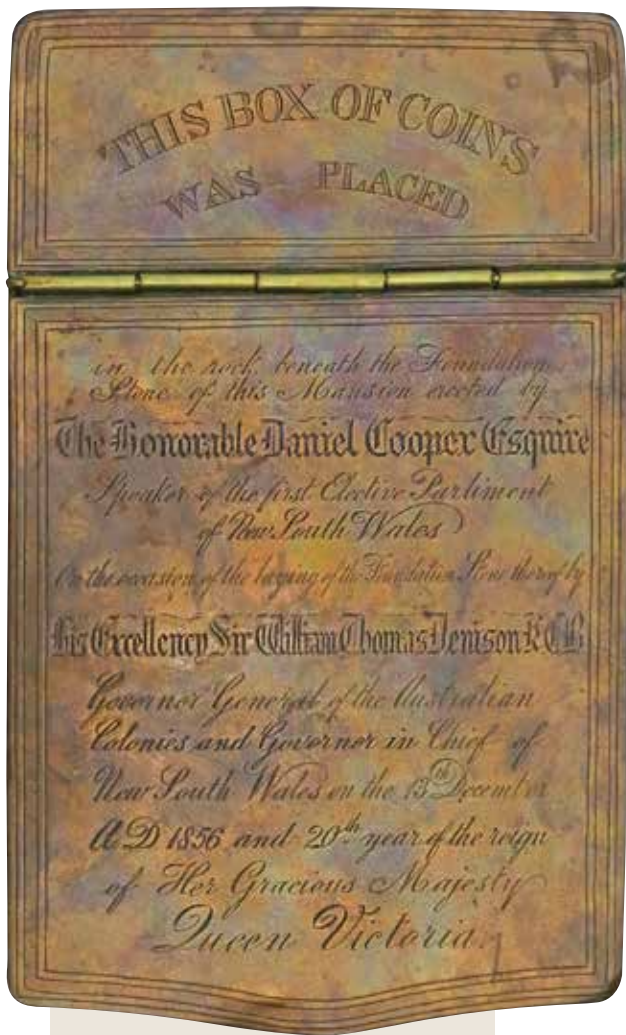 THIS BOX OF COINS
WAS PLACED
in the rock beneath the Foundation
Stone of this Mansion erected by
The Honorable Daniel Cooper Esquire
Speaker of the first Elective Parliment
of New South Wales
On the occasion of the laying of the Foundation Stone thereof by
His Excellency Sir William Thomas Denison K C B
Governor General of the Australian
Colonies and Governor in Chief of
New South Wales on the 13th December
A D 1856 and 20th year of the reign
of Her Gracious Majesty
Queen Victoria